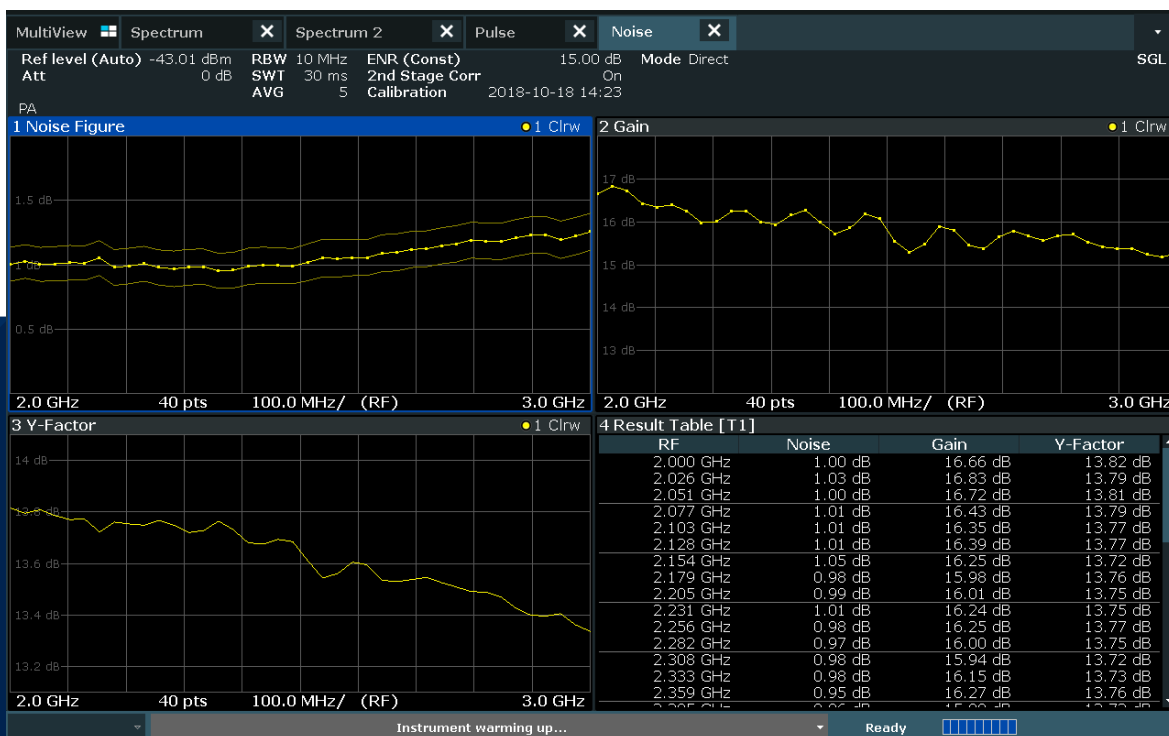 MultiView Spectrum Spectrum 2 Pulse Noise
Ref level (Auto) -43.01 dBm RBW 10 MHz ENR (Const) 15.00 dB Mode Direct SGL
Att 0 dB SWT 30 ms 2nd Stage Corr On
AVG 5 Calibration 2018-10-18 14:23
PA
1 Noise Figure 1 Clrw
1.5 dB
1 dB
0.5 dB
2.0 GHz 40 pts 100.0 MHz/ (RF) 3.0 GHz
2 Gain 1 Clrw
17 dB
16 dB
15 dB
14 dB
13 dB
2.0 GHz 40 pts 100.0 MHz/ (RF) 3.0 GHz
3 Y-Factor 1 Clrw
14 dB
13.8 dB
13.6 dB
13.4 dB
13.2 dB
2.0 GHz 40 pts 100.0 MHz/ (RF) 3.0 GHz
4 Result Table [T1]
RF Noise Gain Y-Factor
2.000 GHz 1.00 dB 16.66 dB 13.82 dB
2.026 GHz 1.03 dB 16.83 dB 13.79 dB
2.051 GHz 1.00 dB 16.72 dB 13.81 dB
2.077 GHz 1.01 dB 16.43 dB 13.79 dB
2.103 GHz 1.01 dB 16.35 dB 13.77 dB
2.128 GHz 1.01 dB 16.39 dB 13.77 dB
2.154 GHz 1.05 dB 16.25 dB 13.72 dB
2.179 GHz 0.98 dB 15.98 dB 13.76 dB
2.205 GHz 0.99 dB 16.01 dB 13.75 dB
2.231 GHz 1.01 dB 16.24 dB 13.75 dB
2.256 GHz 0.98 dB 16.25 dB 13.77 dB
2.282 GHz 0.97 dB 16.00 dB 13.75 dB
2.308 GHz 0.98 dB 15.94 dB 13.72 dB
2.333 GHz 0.98 dB 16.15 dB 13.73 dB
2.359 GHz 0.95 dB 16.27 dB 13.76 dB
Instrument warming up... Ready